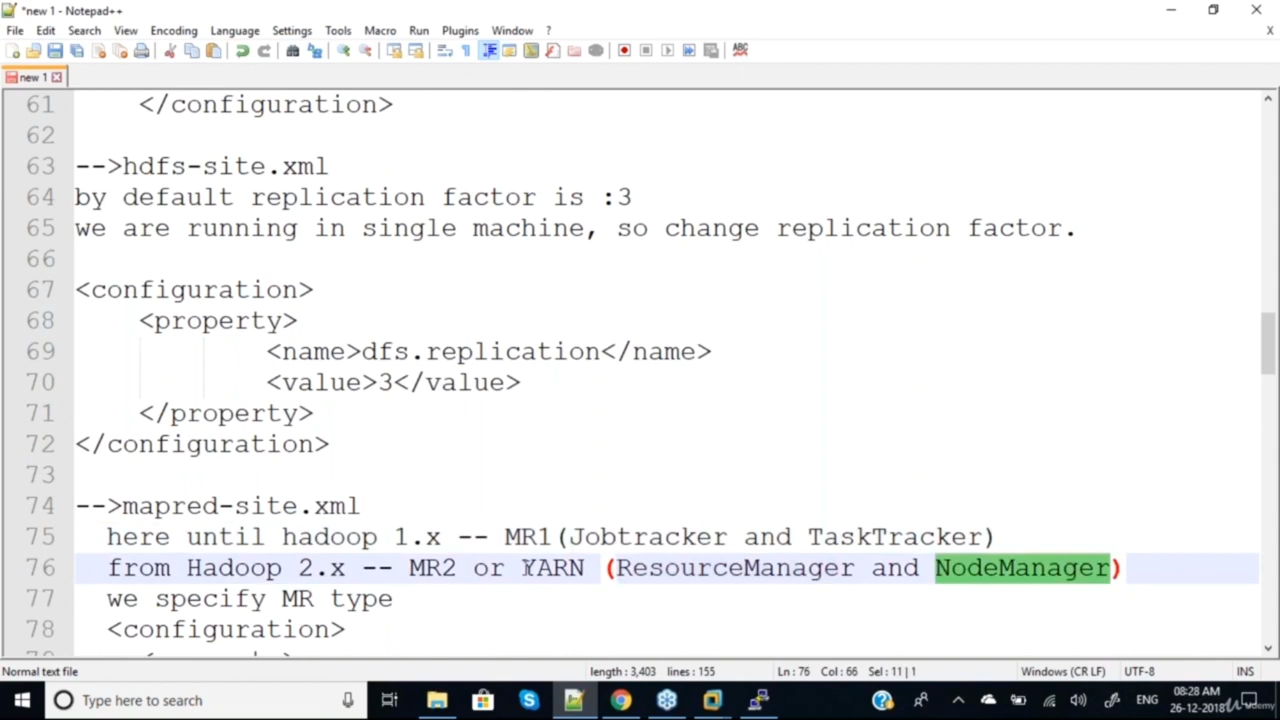 *new 1 - Notepad++
File Edit Search View Encoding Language Settings Tools Macro Run Plugins Window ? X
new 1
61 </configuration>
62
63 -->hdfs-site.xml
64 by default replication factor is :3
65 we are running in single machine, so change replication factor.
66
67 <configuration>
68 <property>
69 <name>dfs.replication</name>
70 <value>3</value>
71 </property>
72 </configuration>
73
74 -->mapred-site.xml
75 here until hadoop 1.x -- MR1(Jobtracker and TaskTracker)
76 from Hadoop 2.x -- MR2 or YARN (ResourceManager and NodeManager)
77 we specify MR type
78 <configuration>
Normal text file length : 3,403 lines : 155 Ln : 76 Col : 66 Sel : 11 | 1 Windows (CR LF) UTF-8 INS
Type here to search ENG 08:28 AM
26-12-2018 Udemy